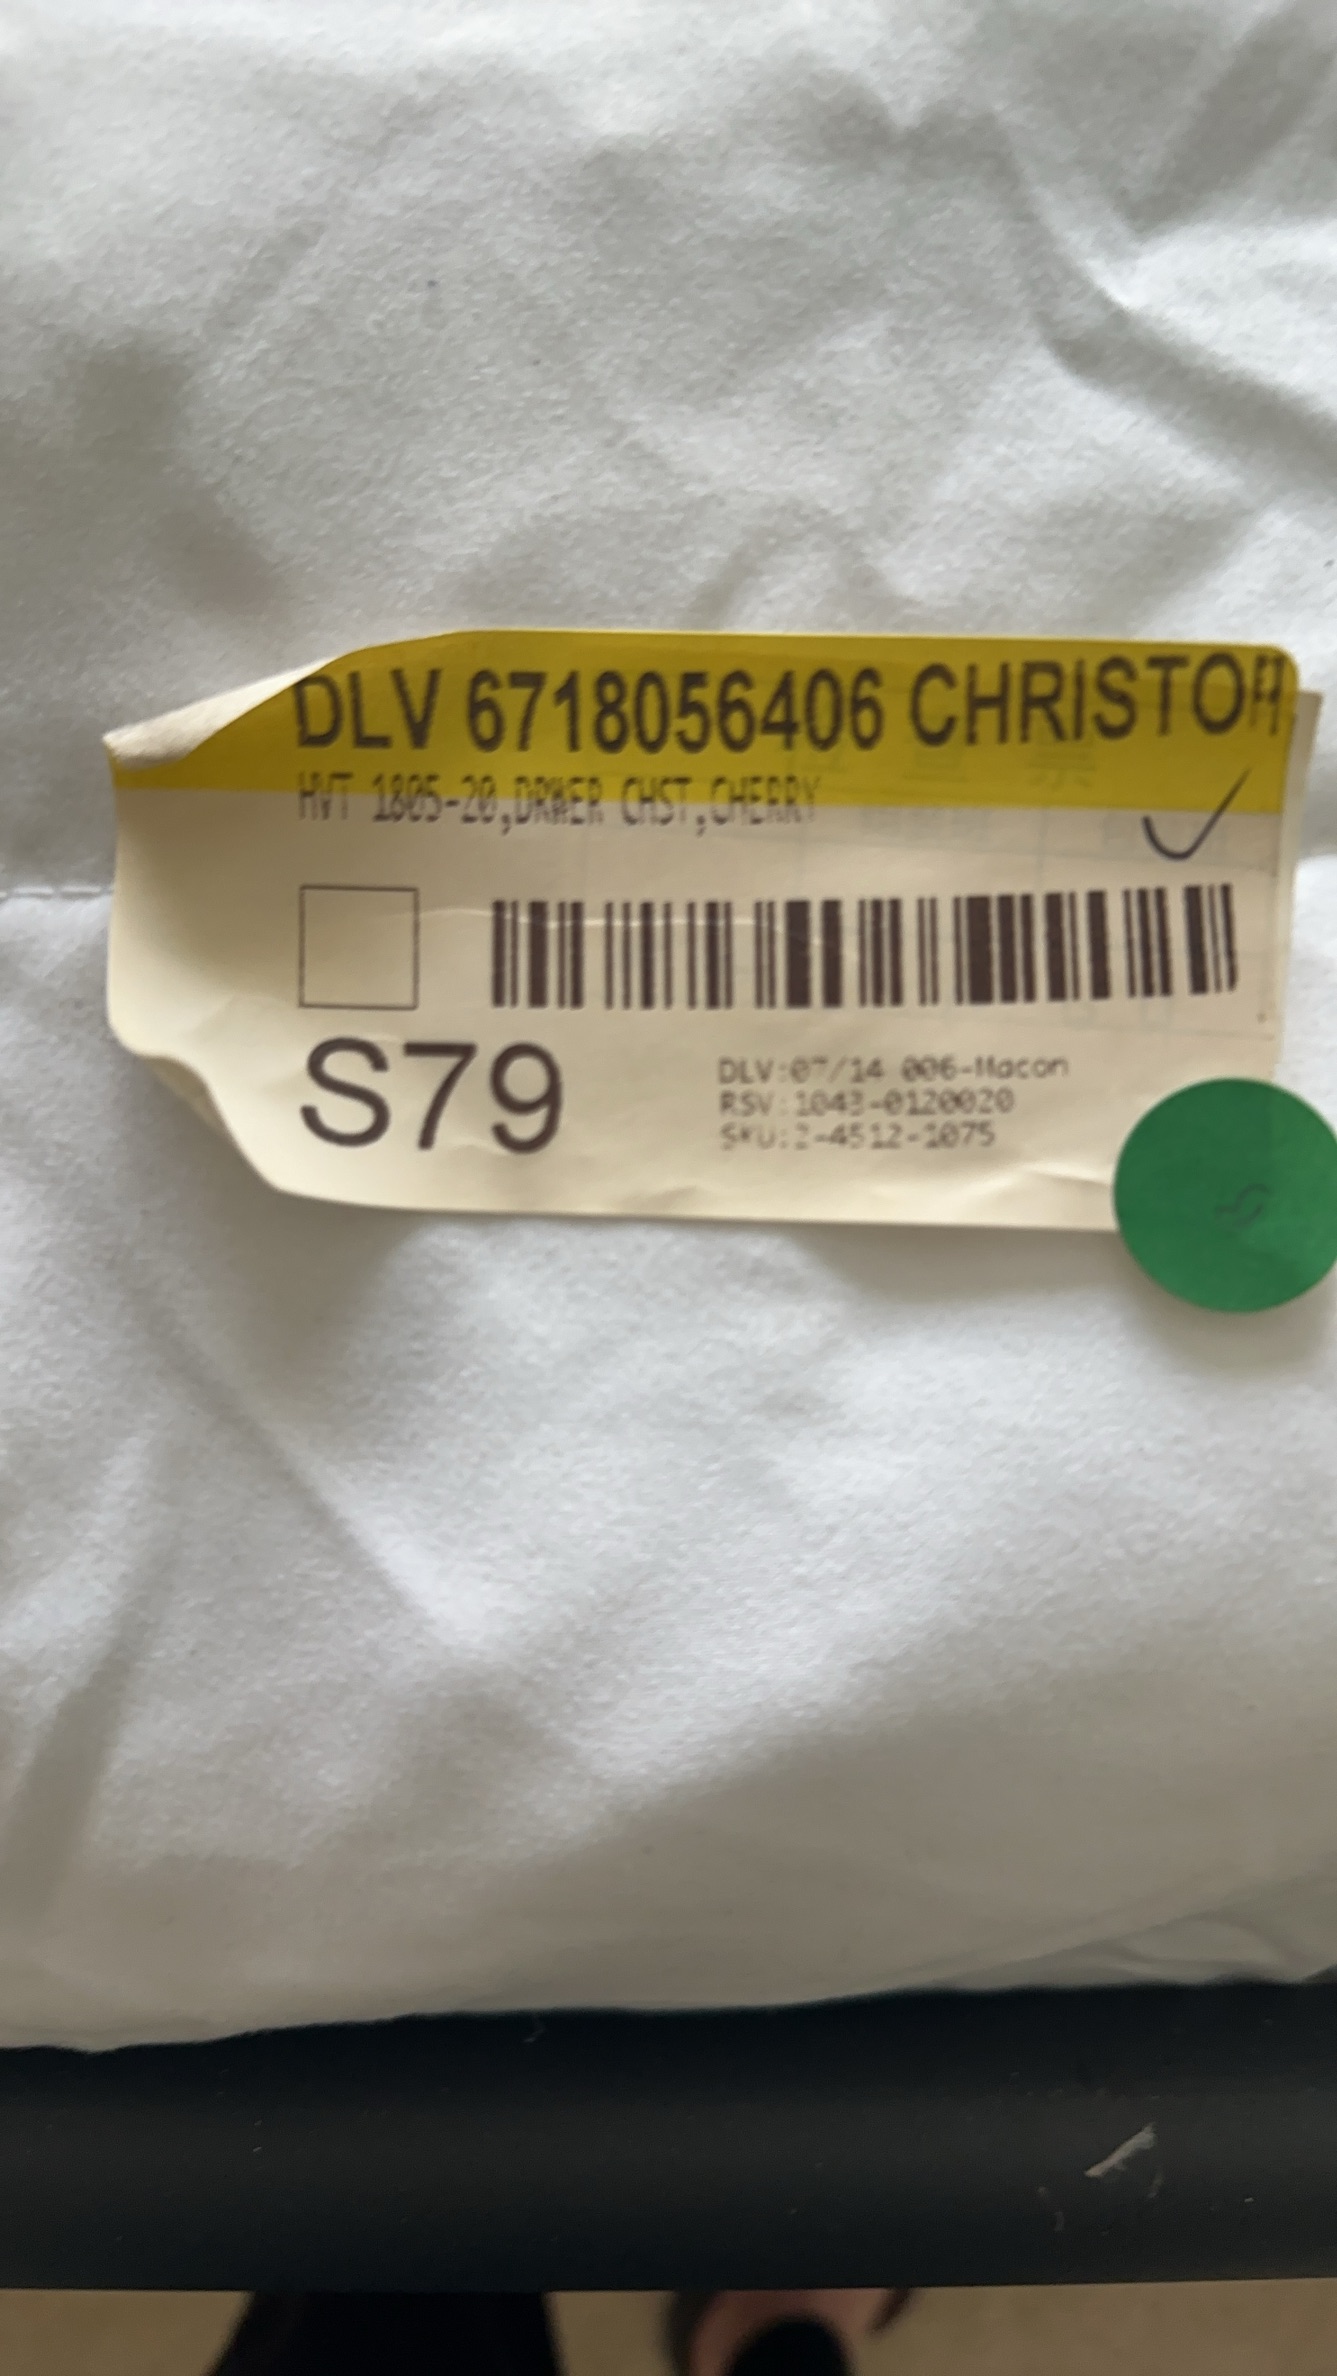 DLV 6718056406 CHRISTO
HVT 1805-20,DRWER CHST,CHERRY
S79
DLV:07/14 006-Macon
RSV:1043-0120020
SKU:2-4512-1075